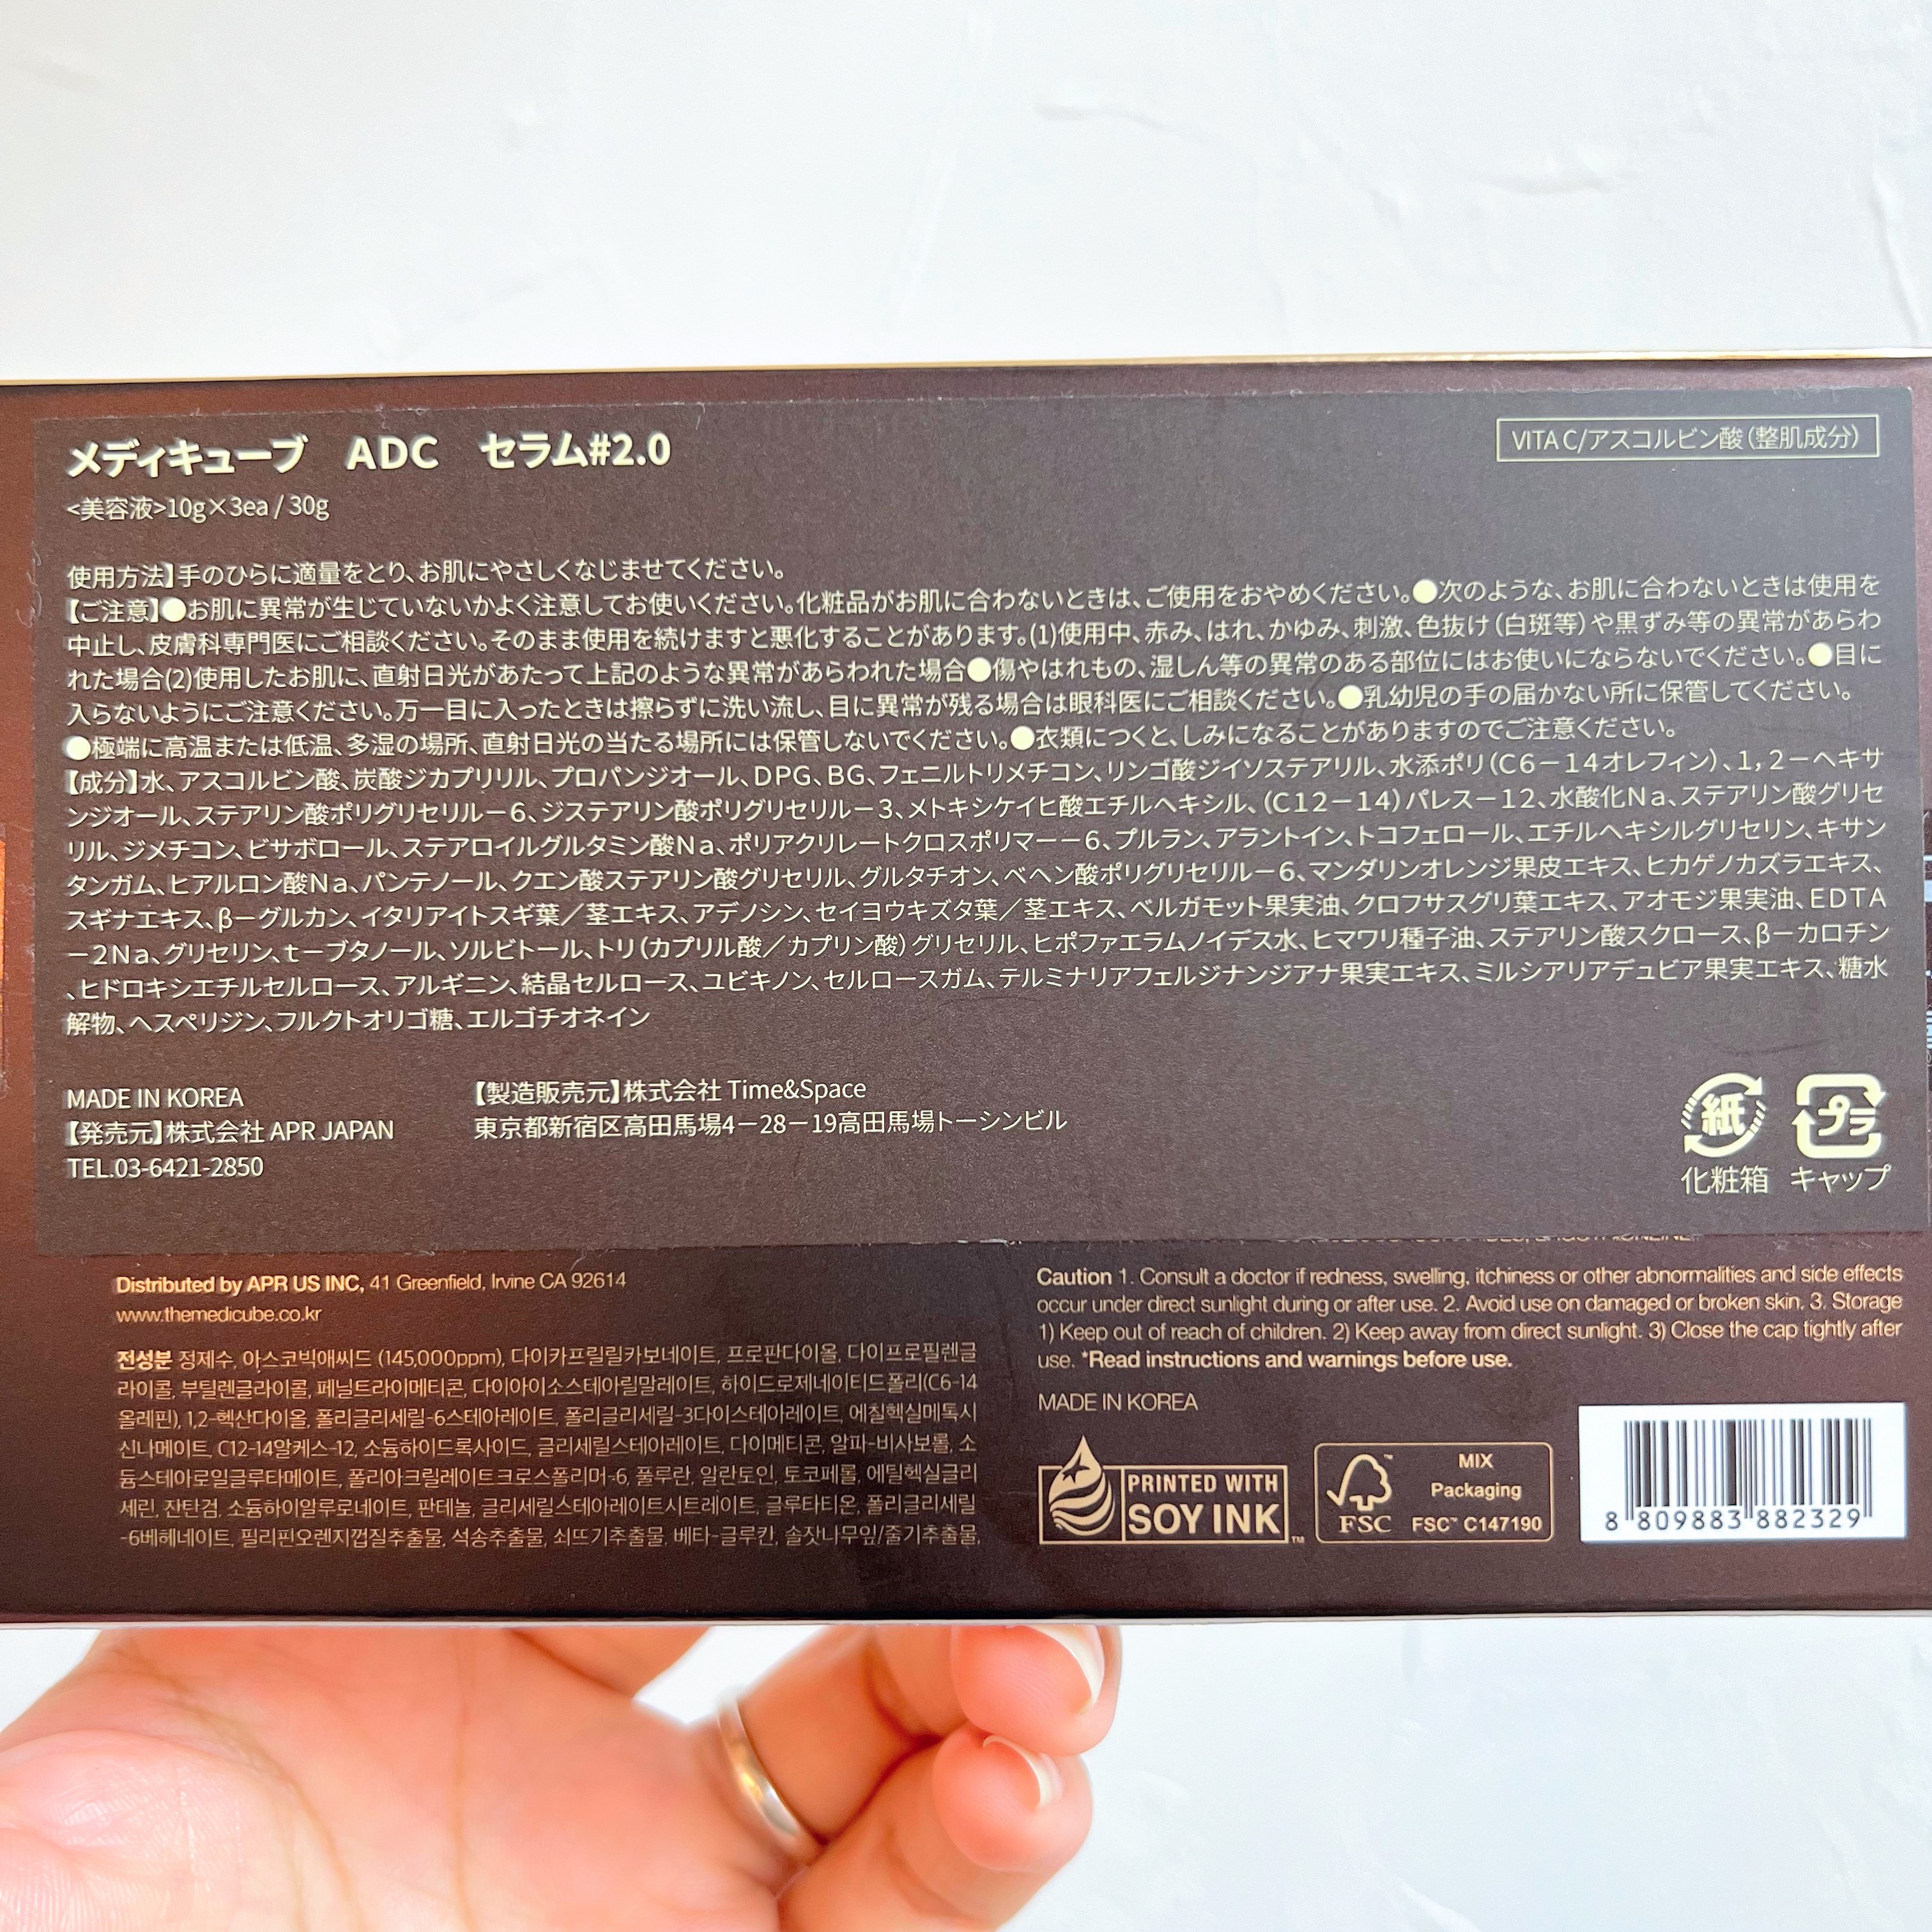 メディキューブ　ADC　セラム#2.0
VITA C/アスコルビン酸（整肌成分）
<美容液>10g×3ea / 30g
使用方法】手のひらに適量をとり、お肌にやさしくなじませてください。
【ご注意】●お肌に異常が生じていないかよく注意してお使いください。化粧品がお肌に合わないときは、ご使用をおやめください。●次のような、お肌に合わないときは使用を
中止し、皮膚科専門医にご相談ください。そのまま使用を続けますと悪化することがあります。(1)使用中、赤み、はれ、かゆみ、刺激、色抜け（白斑等）や黒ずみ等の異常があらわ
れた場合(2)使用したお肌に、直射日光があたって上記のような異常があらわれた場合●傷やはれもの、湿しん等の異常のある部位にはお使いにならないでください。●目に
入らないようにご注意ください。万一目に入ったときは擦らずに洗い流し、目に異常が残る場合は眼科医にご相談ください。●乳幼児の手の届かない所に保管してください。
●極端に高温または低温、多湿の場所、直射日光の当たる場所には保管しないでください。●衣類につくと、しみになることがありますのでご注意ください。
【成分】水、アスコルビン酸、炭酸ジカプリリル、プロパンジオール、ＤＰＧ、ＢＧ、フェニルトリメチコン、リンゴ酸ジイソステアリル、水添ポリ（Ｃ６－１４オレフィン）、１，２－ヘキサ
ンジオール、ステアリン酸ポリグリセリル－６、ジステアリン酸ポリグリセリル－３、メトキシケイヒ酸エチルヘキシル、（Ｃ１２－１４）パレス－１２、水酸化Ｎａ、ステアリン酸グリセ
リル、ジメチコン、ビサボロール、ステアロイルグルタミン酸Ｎａ、ポリアクリレートクロスポリマー－６、プルラン、アラントイン、トコフェロール、エチルヘキシルグリセリン、キサン
タンガム、ヒアルロン酸Ｎａ、パンテノール、クエン酸ステアリン酸グリセリル、グルタチオン、ベヘン酸ポリグリセリル－６、マンダリンオレンジ果皮エキス、ヒカゲノカズラエキス、
スギナエキス、β－グルカン、イタリアイトスギ葉／茎エキス、アデノシン、セイヨウキズタ葉／茎エキス、ベルガモット果実油、クロフサスグリ葉エキス、アオモジ果実油、ＥＤＴＡ
－２Ｎａ、グリセリン、ｔ－ブタノール、ソルビトール、トリ（カプリル酸／カプリン酸）グリセリル、ヒポファエラムノイデス水、ヒマワリ種子油、ステアリン酸スクロース、β－カロチン
、ヒドロキシエチルセルロース、アルギニン、結晶セルロース、ユビキノン、セルロースガム、テルミナリアフェルジナンジアナ果実エキス、ミルシアリアデュビア果実エキス、糖水
解物、ヘスペリジン、フルクトオリゴ糖、エルゴチオネイン
MADE IN KOREA
【発売元】株式会社 APR JAPAN
TEL.03-6421-2850
【製造販売元】株式会社 Time&Space
東京都新宿区高田馬場4－28－19高田馬場トーシンビル
紙
化粧箱
プラ
キャップ
Distributed by APR US INC, 41 Greenfield, Irvine CA 92614
www.themedicube.co.kr
전성분 정제수, 아스코빅애씨드 (145,000ppm), 다이카프릴릴카보네이트, 프로판다이올, 다이프로필렌글
라이콜, 부틸렌글라이콜, 페닐트라이메티콘, 다이아이소스테아릴말레이트, 하이드로제네이티드폴리(C6-14
올레핀), 1,2-헥산다이올, 폴리글리세릴-6스테아레이트, 폴리글리세릴-3다이스테아레이트, 에칠헥실메톡시
신나메이트, C12-14알케스-12, 소듐하이드록사이드, 글리세릴스테아레이트, 다이메티콘, 알파-비사보롤, 소
듐스테아로일글루타메이트, 폴리아크릴레이트크로스폴리머-6, 풀루란, 알란토인, 토코페롤, 에틸헥실글리
세린, 잔탄검, 소듐하이알루로네이트, 판테놀, 글리세릴스테아레이트시트레이트, 글루타티온, 폴리글리세릴
-6베헤네이트, 필리핀오렌지껍질추출물, 석송추출물, 쇠뜨기추출물, 베타-글루칸, 솔잣나무잎/줄기추출물,
Caution 1. Consult a doctor if redness, swelling, itchiness or other abnormalities and side effects
occur under direct sunlight during or after use. 2. Avoid use on damaged or broken skin. 3. Storage
1) Keep out of reach of children. 2) Keep away from direct sunlight. 3) Close the cap tightly after
use. *Read instructions and warnings before use.
MADE IN KOREA
PRINTED WITH
SOY INK™
FSC™
MIX
Packaging
FSC™ C147190
8 809883 882329